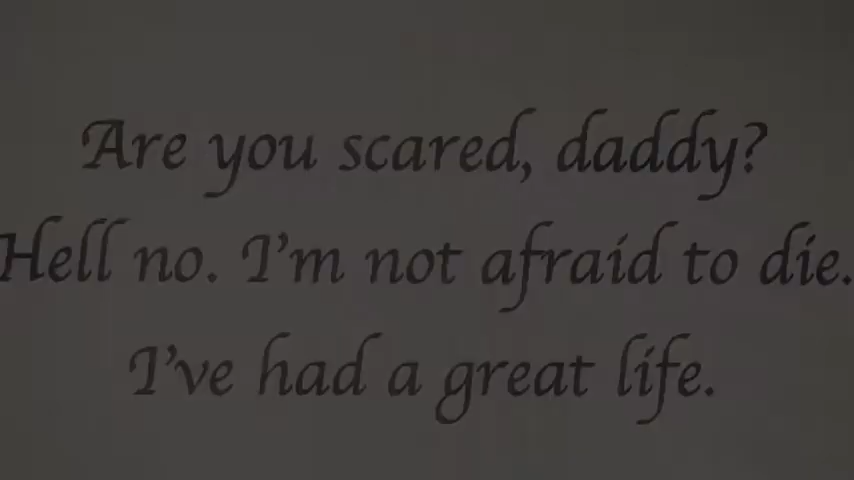 Are you scared, daddy?
Hell no. I'm not afraid to die.
I've had a great life.